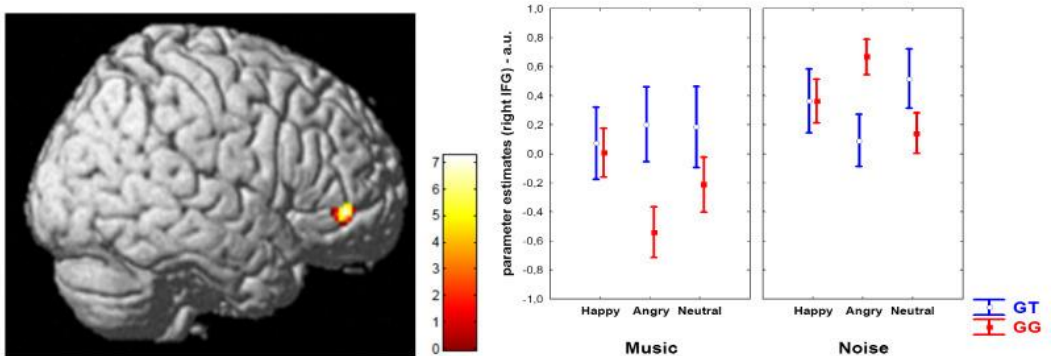 7
6
5
4
3
2
1
0
parameter estimates (right IFG) - a.u.
1,0
0,8
0,6
0,4
0,2
0,0
-0,2
-0,4
-0,6
-0,8
-1,0
Happy Angry Neutral
Music
Happy Angry Neutral
Noise
GT
GG